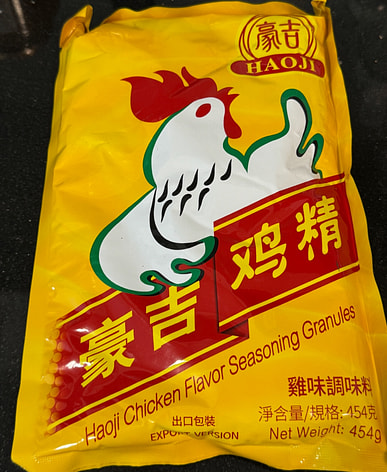 豪吉
HAOJI
豪吉 鸡精
Haoji Chicken Flavor Seasoning Granules
雞味調味料
出口包裝
淨含量/規格: 454克
EXPORT VERSION
Net Weight: 454g